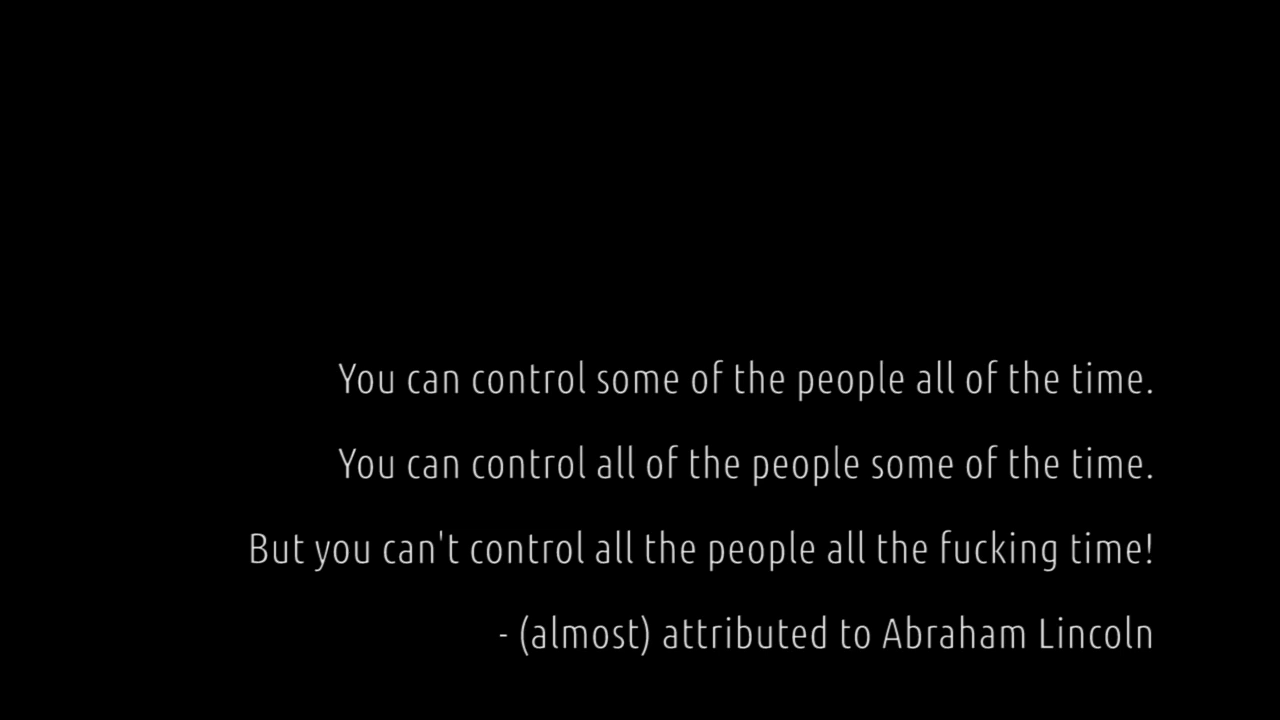 You can control some of the people all of the time.
You can control all of the people some of the time.
But you can't control all the people all the fucking time!
- (almost) attributed to Abraham Lincoln